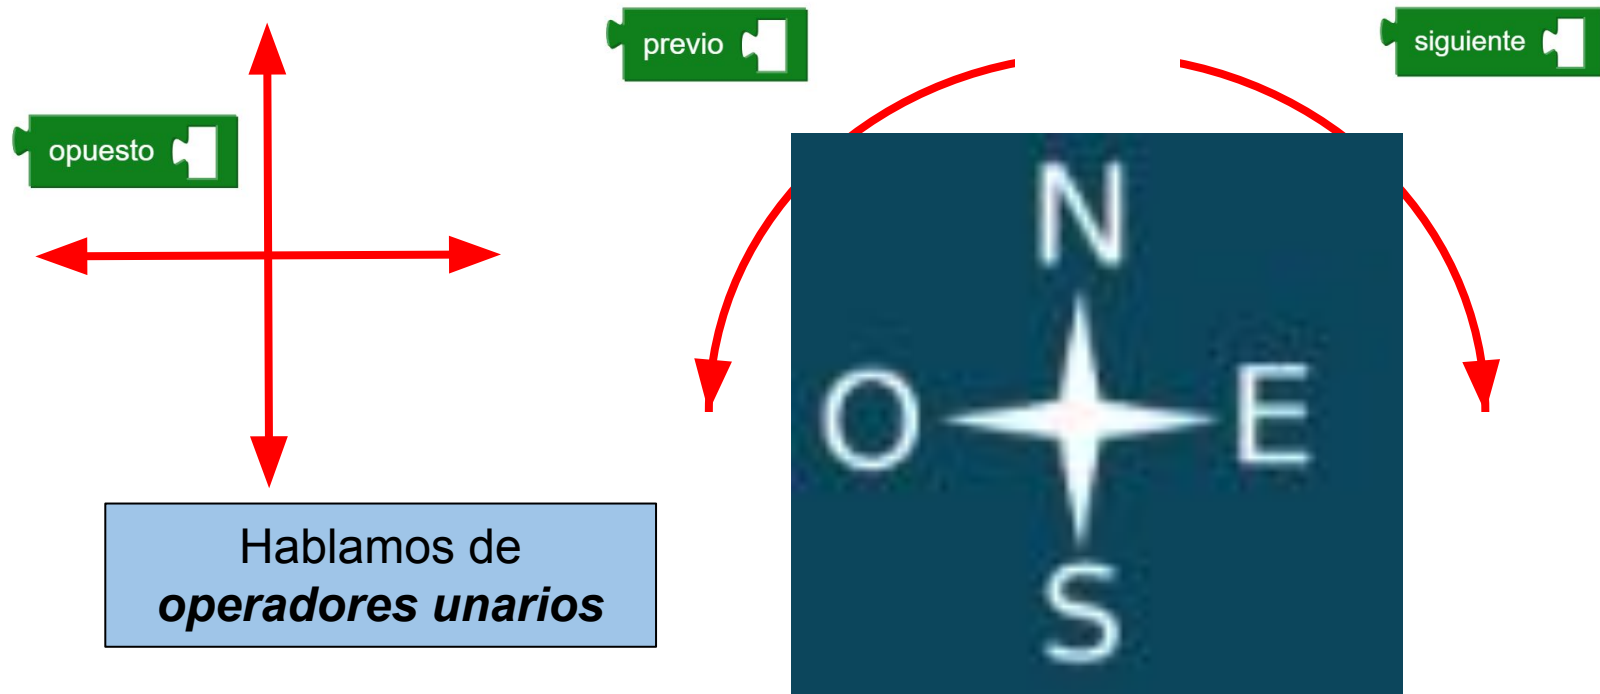 previo
siguiente
opuesto
N
O
E
S
Hablamos de
operadores unarios